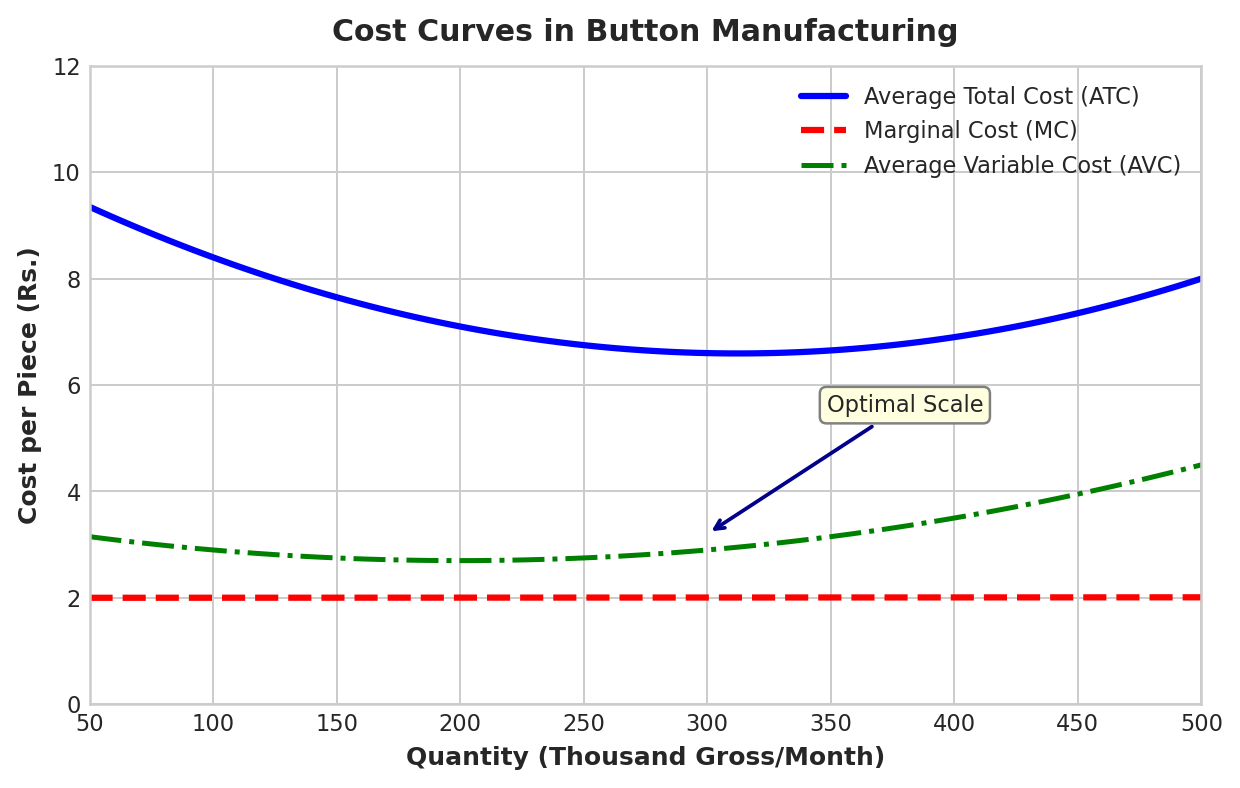 Cost Curves in Button Manufacturing
12
10
8
6
4
2
0
Cost per Piece (Rs.)
Average Total Cost (ATC)
Marginal Cost (MC)
Average Variable Cost (AVC)
Optimal Scale
50 100 150 200 250 300 350 400 450 500
Quantity (Thousand Gross/Month)